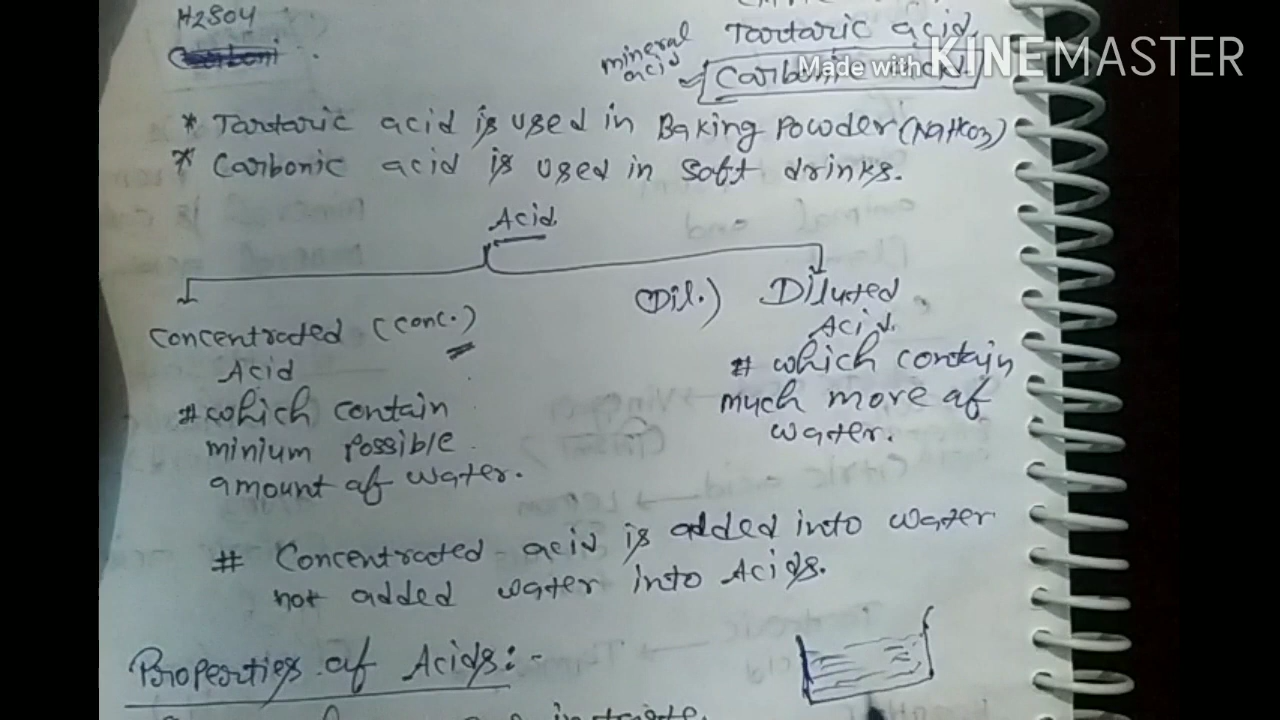 H2SO4
Tartaric acid.
mineral
acid
Carbonic acid.
Made with KINEMASTER
* Tartaric acid is used in Baking Powder (NaHCO3)
* Carbonic acid is used in soft drinks.
Acid
Concentrated (conc.)
Acid
# which contain
minium possible
amount of water.
(Dil.) Diluted
Acid.
# which contain
much more of
water.
# Concentrated acid is added into water
not added water into Acids.
Properties of Acids:-